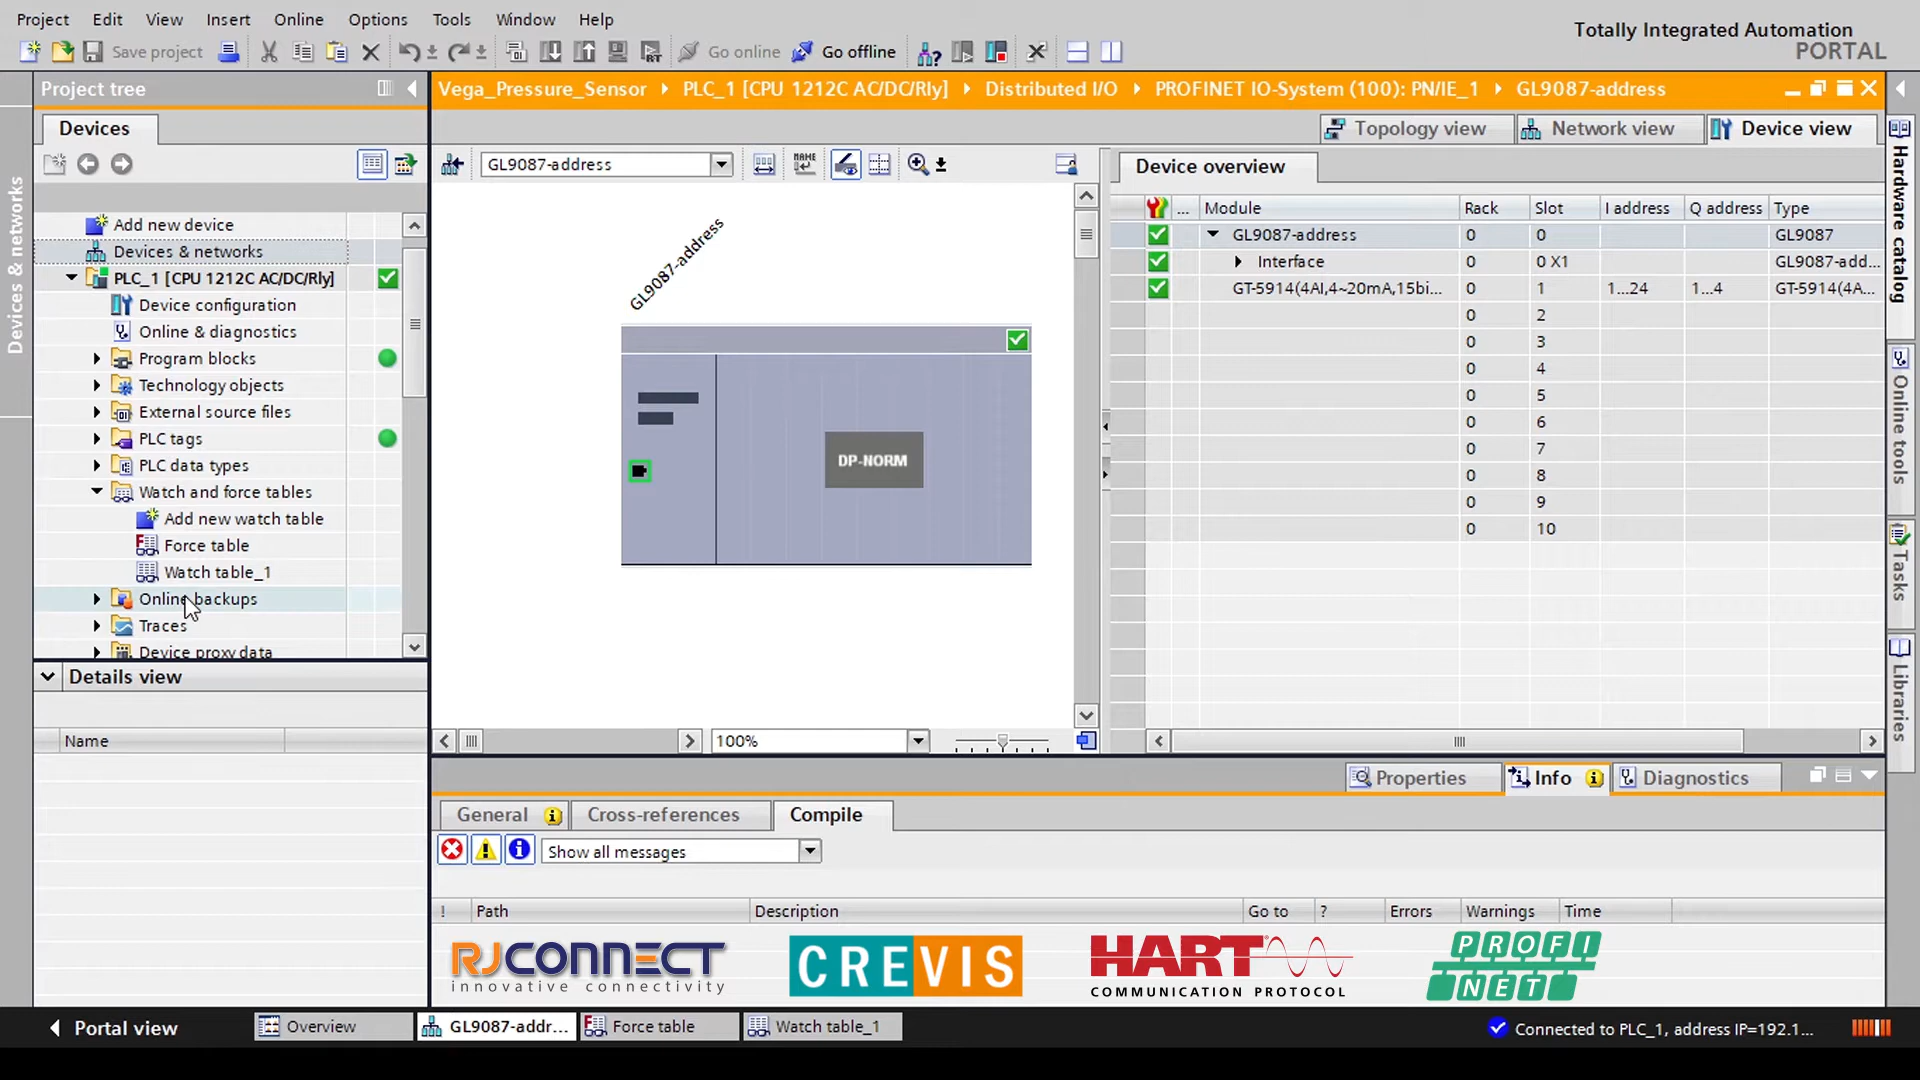 Project Edit View Insert Online Options Tools Window Help
Totally Integrated Automation
PORTAL
Save project Go online Go offline
Project tree
Vega_Pressure_Sensor PLC_1 [CPU 1212C AC/DC/Rly] Distributed I/O PROFINET IO-System (100): PN/IE_1 GL9087-address
Devices
Topology view Network view Device view
GL9087-address
Device overview
Devices & networks
Add new device
Devices & networks
PLC_1 [CPU 1212C AC/DC/Rly]
Device configuration
Online & diagnostics
Program blocks
Technology objects
External source files
PLC tags
PLC data types
Watch and force tables
Add new watch table
Force table
Watch table_1
Online backups
Traces
Device proxy data
GL9087-address
DP-NORM
100%
... Module Rack Slot I address Q address Type
GL9087-address 0 0 GL9087
Interface 0 0 X1 GL9087-add...
GT-5914(4AI,4~20mA,15bi... 0 1 1...24 1...4 GT-5914(4A...
0 2
0 3
0 4
0 5
0 6
0 7
0 8
0 9
0 10
Hardware catalog
Online tools
Tasks
Libraries
Details view
Name
Properties Info Diagnostics
General Cross-references Compile
Show all messages
! Path Description Go to ? Errors Warnings Time
RJCONNECT
innovative connectivity
CREVIS
HART
COMMUNICATION PROTOCOL
PROFI
NET
Portal view Overview GL9087-addr... Force table Watch table_1 Connected to PLC_1, address IP=192.1...